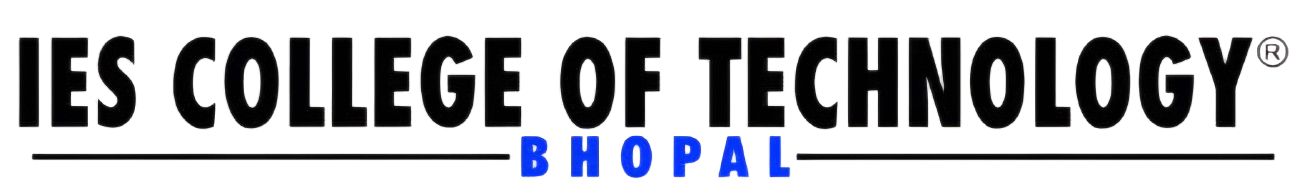 IES COLLEGE OF TECHNOLOGY®
BHOPAL